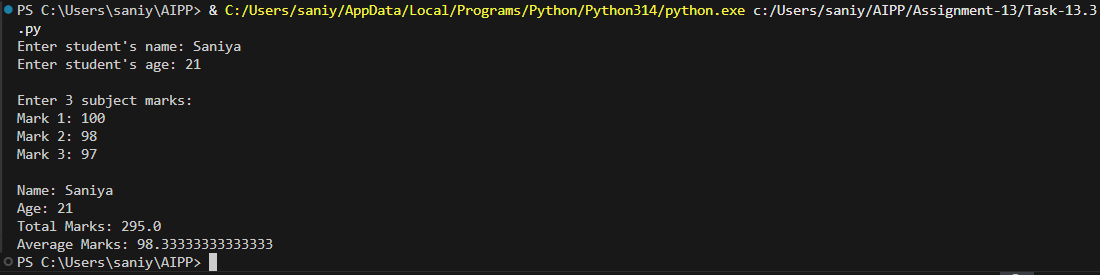 PS C:\Users\saniy\AIPP> & C:/Users/saniy/AppData/Local/Programs/Python/Python314/python.exe c:/Users/saniy/AIPP/Assignment-13/Task-13.3
.py
Enter student's name: Saniya
Enter student's age: 21
Enter 3 subject marks:
Mark 1: 100
Mark 2: 98
Mark 3: 97
Name: Saniya
Age: 21
Total Marks: 295.0
Average Marks: 98.33333333333333
PS C:\Users\saniy\AIPP>